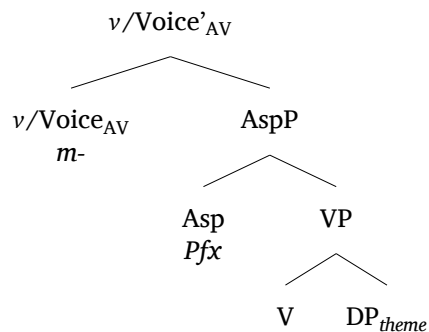 v/Voice’AV
v/VoiceAV AspP
m-
Asp VP
Pfx
V DPtheme